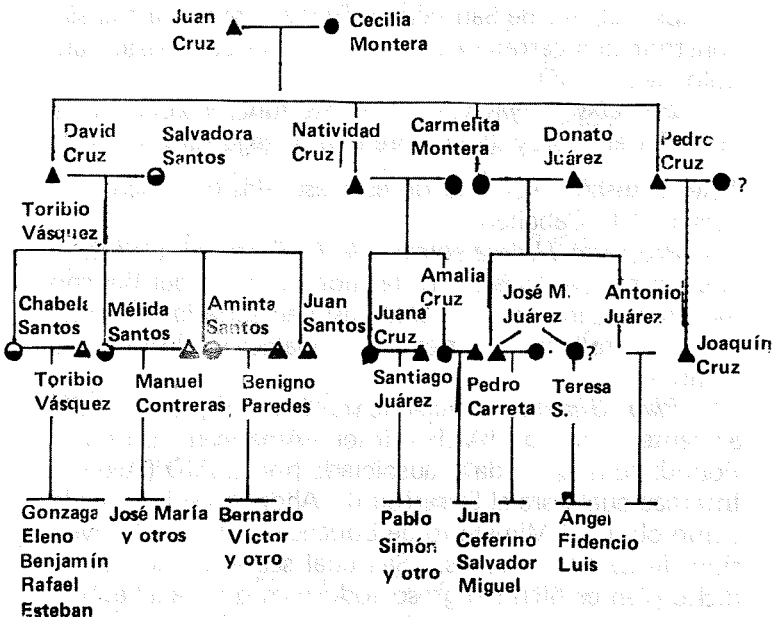 Juan
Cruz
Cecilia
Montera
David
Cruz
Salvadora
Santos
Natividad
Cruz
Carmelita
Montera
Donato
Juárez
Pedro
Cruz
?
Toribio
Vásquez
Chabela
Santos
Mélida
Santos
Aminta
Santos
Juan
Santos
Juana
Cruz
Amalia
Cruz
José M.
Juárez
Antonio
Juárez
?
Joaquín
Cruz
Toribio
Vásquez
Manuel
Contreras
Benigno
Paredes
Santiago
Juárez
Pedro
Carreta
Teresa
S.
Gonzaga
Eleno
Benjamín
Rafael
Esteban
José María
y otros
Bernardo
Víctor
y otro
Pablo
Simón
y otro
Juan
Ceferino
Salvador
Miguel
Angel
Fidencio
Luis